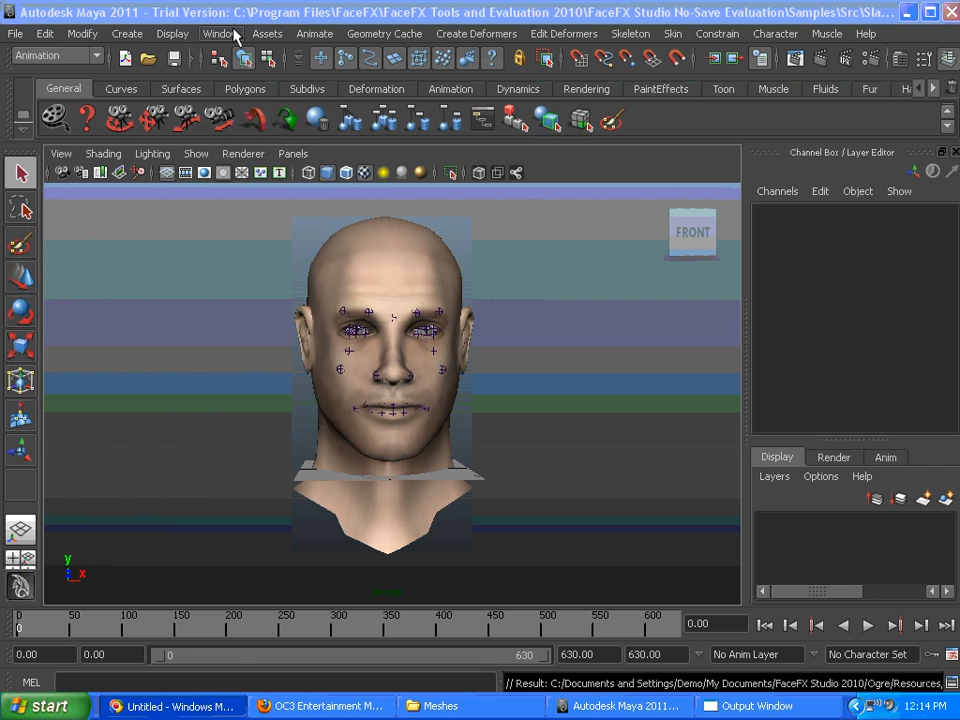 Autodesk Maya 2011 - Trial Version: C:\Program Files\FaceFX\FaceFX Tools and Evaluation 2010\FaceFX Studio No-Save Evaluation\Samples\Src\Sla...
File Edit Modify Create Display Window Assets Animate Geometry Cache Create Deformers Edit Deformers Skeleton Skin Constrain Character Muscle Help
Animation
General Curves Surfaces Polygons Subdivs Deformation Animation Dynamics Rendering PaintEffects Toon Muscle Fluids Fur Ha
View Shading Lighting Show Renderer Panels
Channel Box / Layer Editor
Channels Edit Object Show
FRONT
Display Render Anim
Layers Options Help
y
x
persp
0 50 100 150 200 250 300 350 400 450 500 550 600
0
0.00
0.00 0.00 0 630 630.00 630.00 No Anim Layer No Character Set
MEL // Result: C:/Documents and Settings/Demo/My Documents/FaceFX Studio 2010/Ogre/Resources,
start Untitled - Windows M... OC3 Entertainment M... Meshes Autodesk Maya 2011... Output Window 12:14 PM